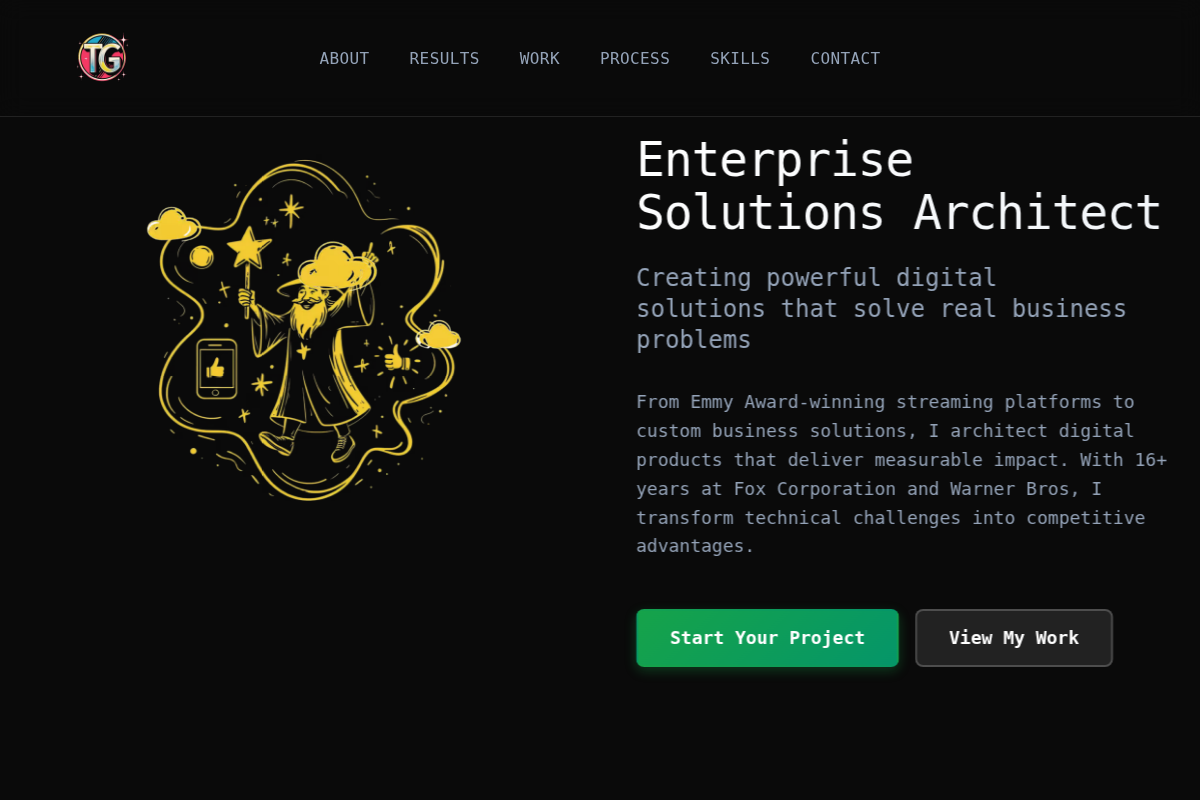 TG
ABOUT RESULTS WORK PROCESS SKILLS CONTACT
Enterprise
Solutions Architect
Creating powerful digital
solutions that solve real business
problems
From Emmy Award-winning streaming platforms to
custom business solutions, I architect digital
products that deliver measurable impact. With 16+
years at Fox Corporation and Warner Bros, I
transform technical challenges into competitive
advantages.
Start Your Project View My Work